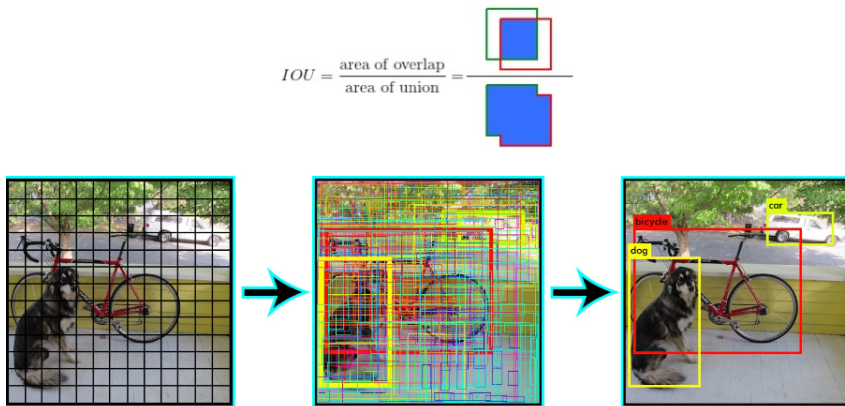 IOU = area of overlap / area of union =
car
bicycle
dog